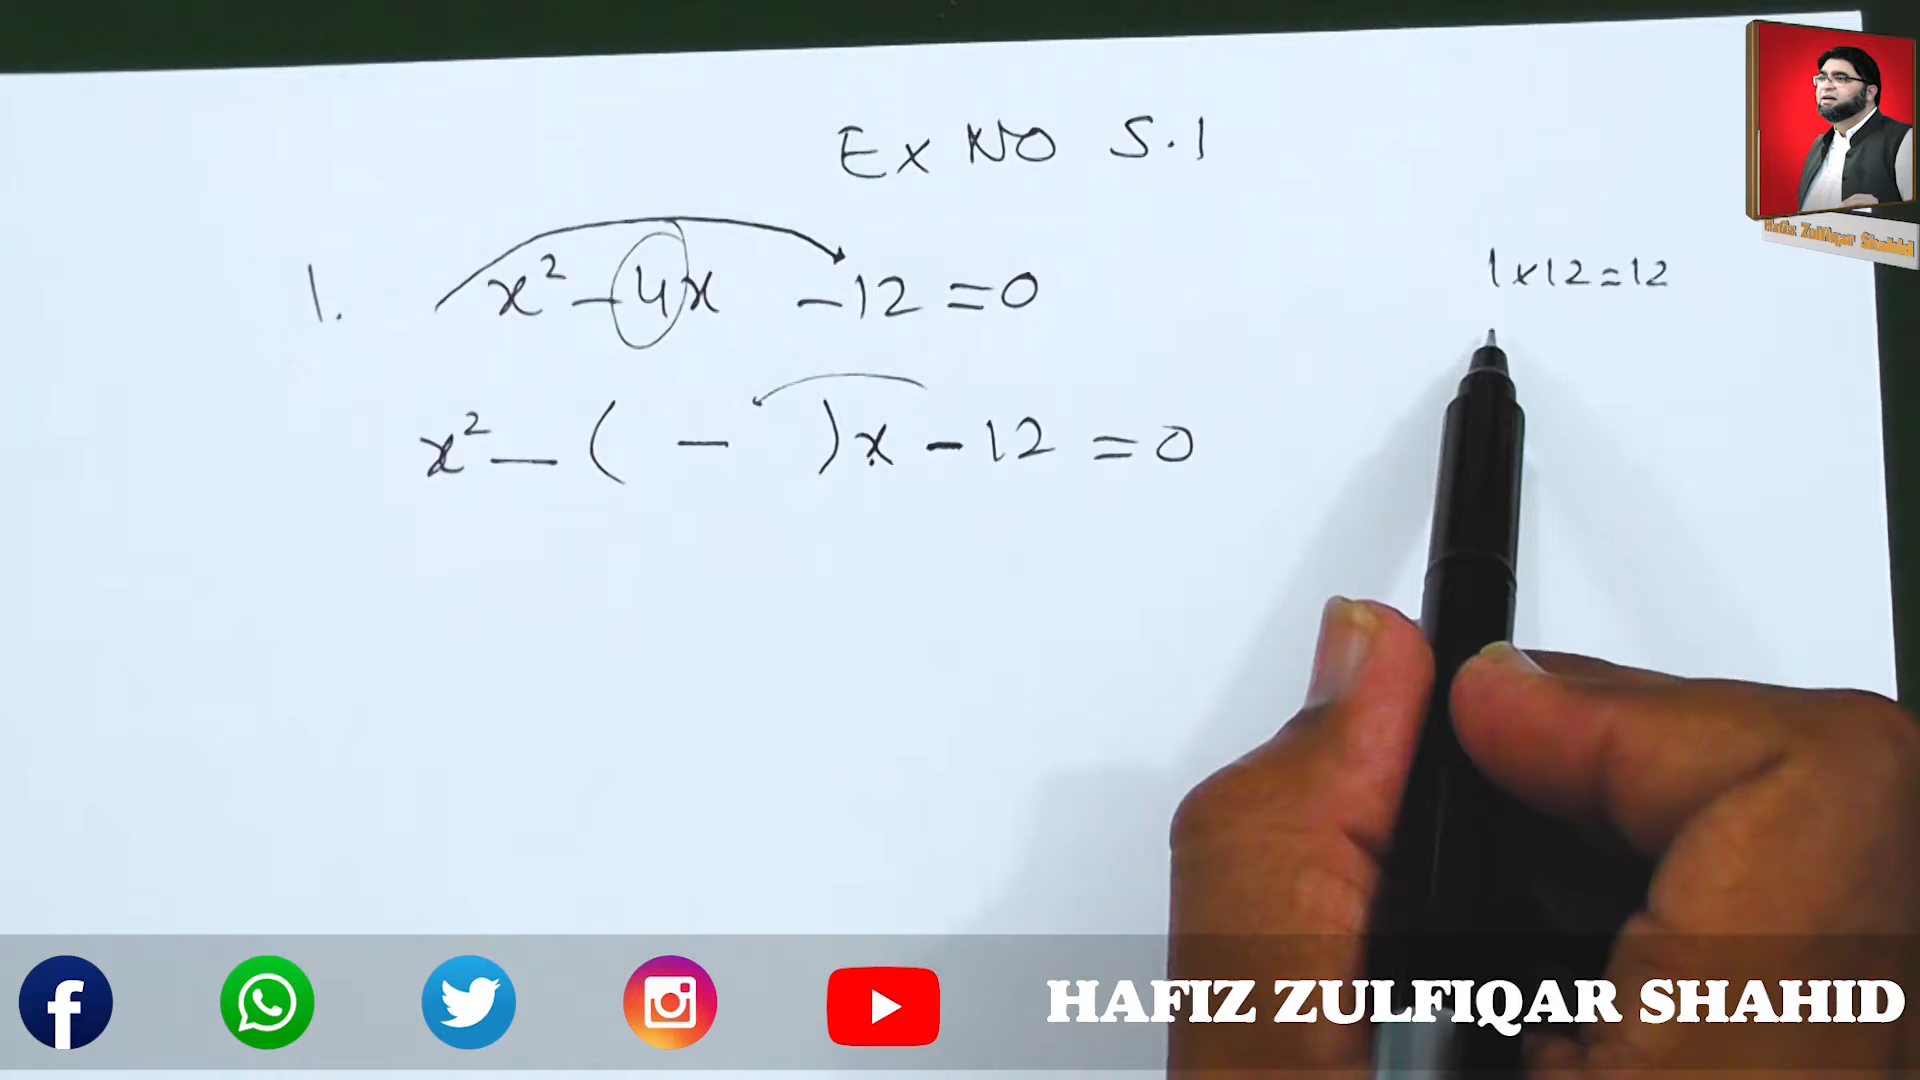 Ex NO 5.1
1. x² - 4x - 12 = 0
1 × 12 = 12
x² - ( - )x - 12 = 0
Hafiz Zulfiqar Shahid
HAFIZ ZULFIQAR SHAHID